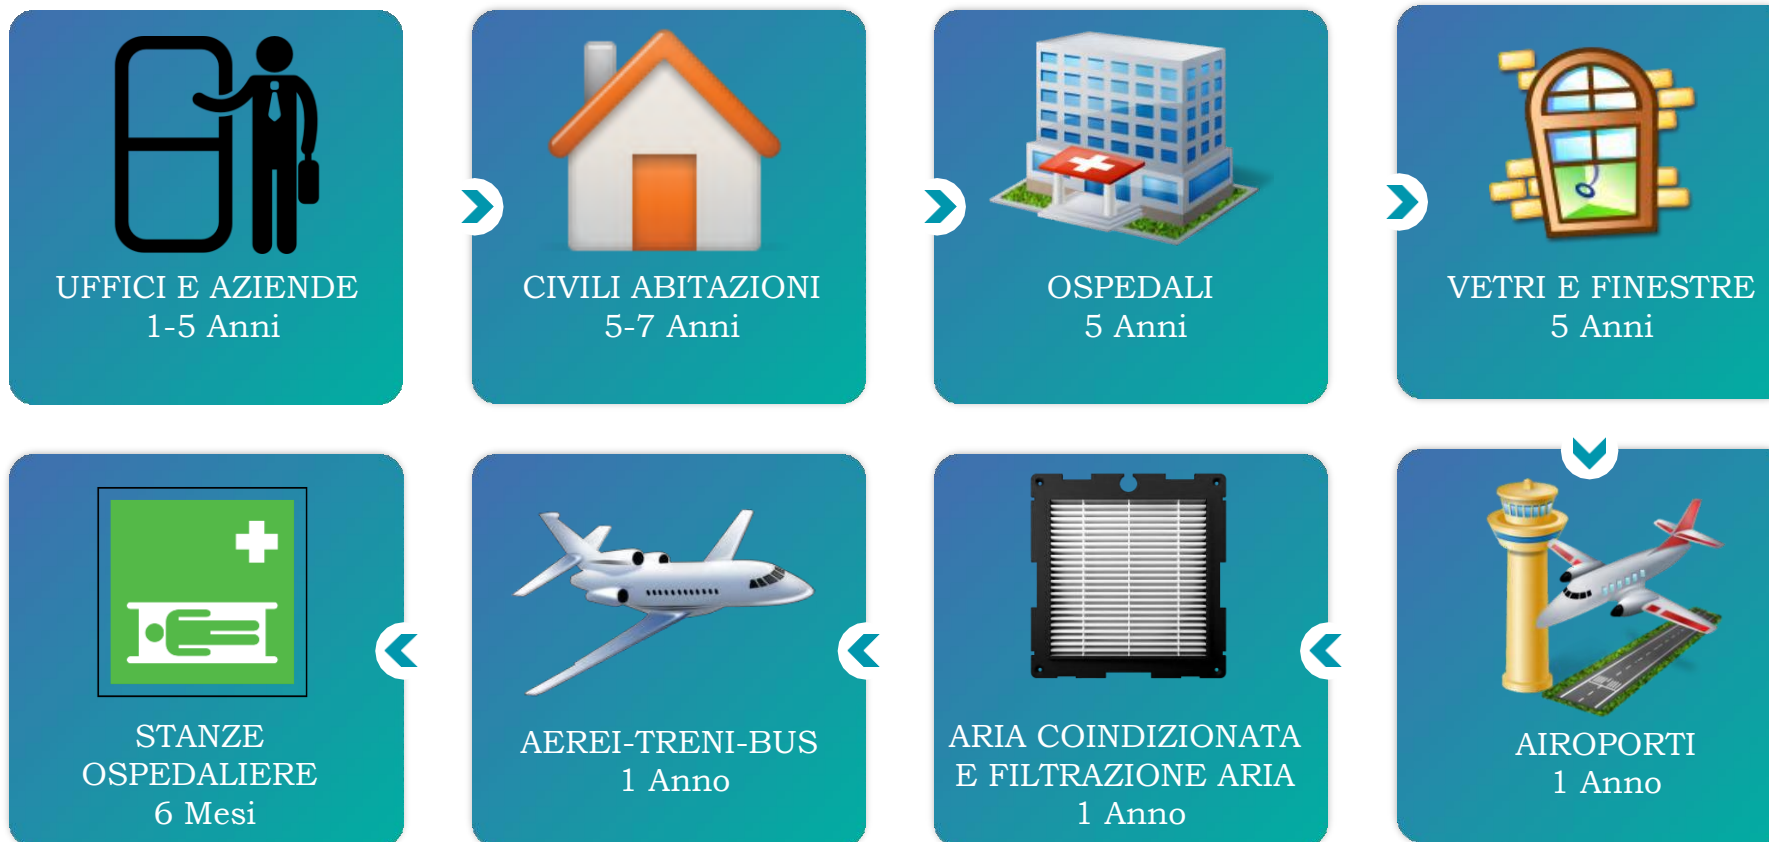 UFFICI E AZIENDE
1-5 Anni
CIVILI ABITAZIONI
5-7 Anni
OSPEDALI
5 Anni
VETRI E FINESTRE
5 Anni
AIROPORTI
1 Anno
ARIA COINDIZIONATA
E FILTRAZIONE ARIA
1 Anno
AEREI-TRENI-BUS
1 Anno
STANZE
OSPEDALIERE
6 Mesi